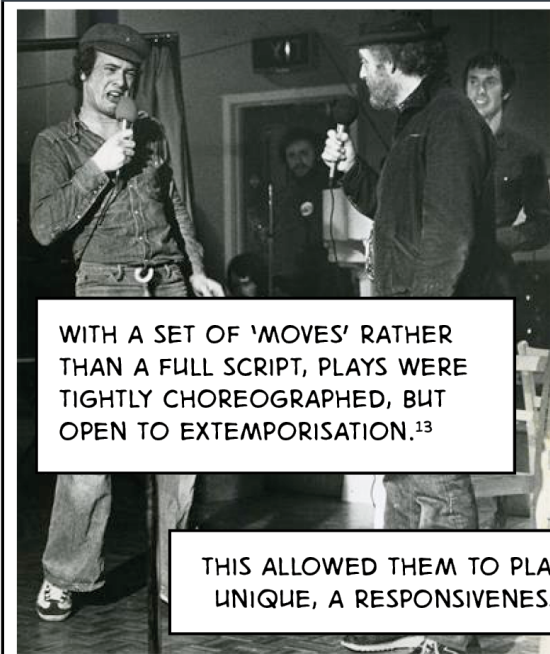 EXIT
WITH A SET OF 'MOVES' RATHER
THAN A FULL SCRIPT, PLAYS WERE
TIGHTLY CHOREOGRAPHED, BUT
OPEN TO EXTEMPORISATION.¹³
THIS ALLOWED THEM TO
UNIQUE, A